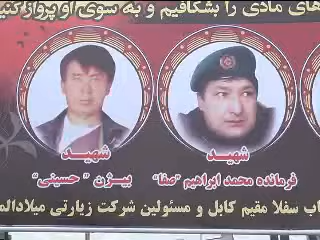 های مادی را بشکافیم و به سوی او پرواز کنیم
شهید
بیژن "حسینی"
شهید
فرمانده محمد ابراهیم "صفا"
اب سفلا مقیم کابل و مسئولین شرکت زیارتی میلادالم